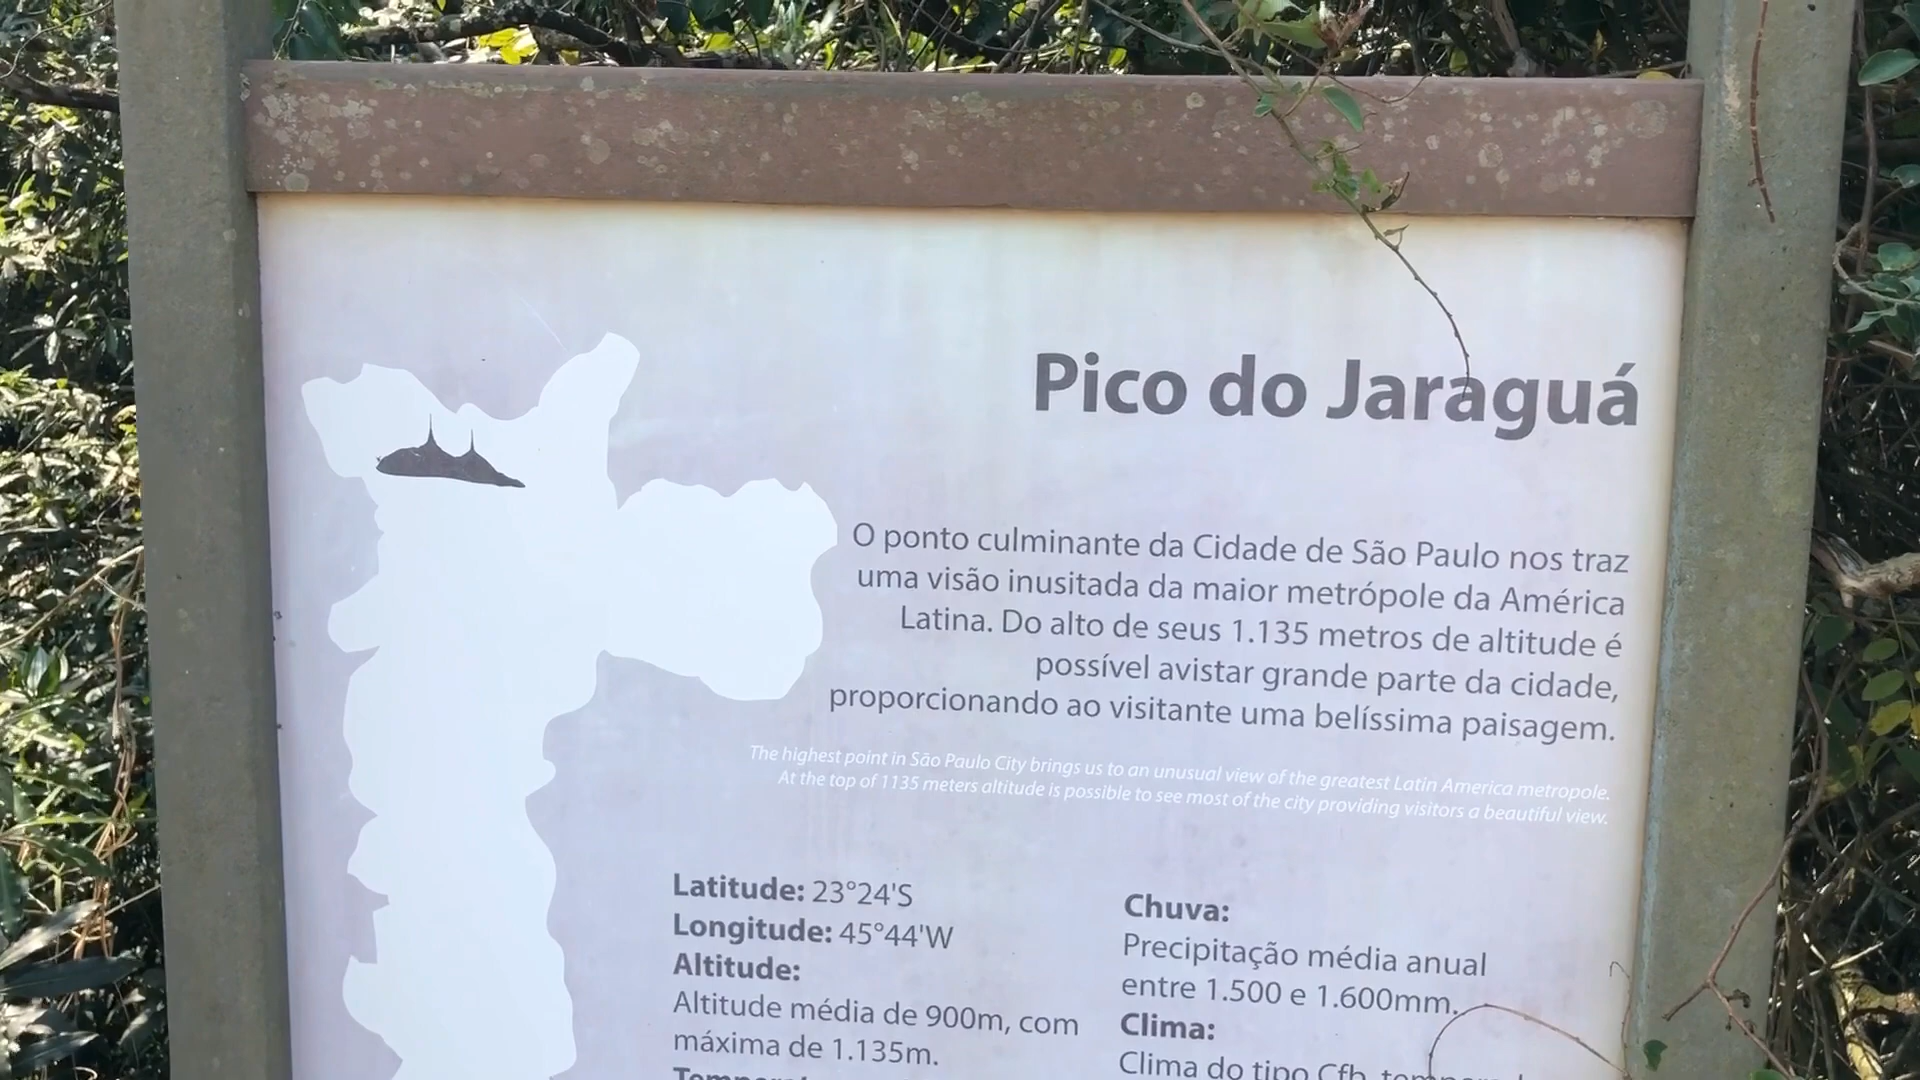 Pico do Jaraguá
O ponto culminante da Cidade de São Paulo nos traz
uma visão inusitada da maior metrópole da América
Latina. Do alto de seus 1.135 metros de altitude é
possível avistar grande parte da cidade,
proporcionando ao visitante uma belíssima paisagem.
The highest point in São Paulo City brings us to an unusual view of the greatest Latin America metropole.
At the top of 1135 meters altitude is possible to see most of the city providing visitors a beautiful view.
Latitude: 23°24'S
Longitude: 45°44'W
Altitude:
Altitude média de 900m, com
máxima de 1.135m.
Chuva:
Precipitação média anual
entre 1.500 e 1.600mm.
Clima:
Clima do tipo Cfb,